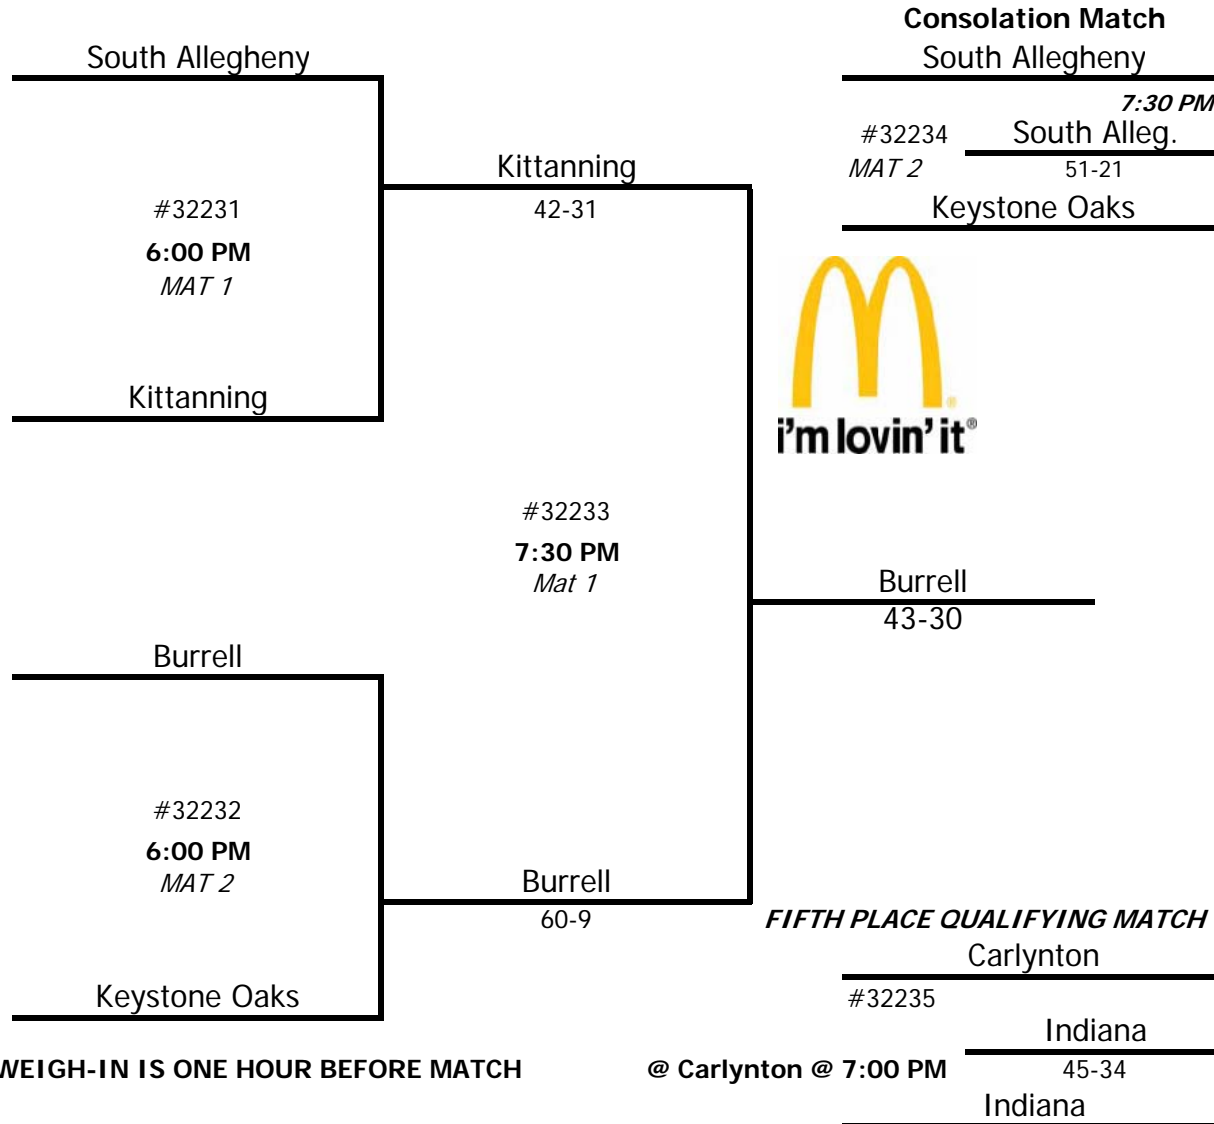 Consolation Match
South Allegheny
South Allegheny
7:30 PM
#32234
South Alleg.
MAT 2
51-21
Keystone Oaks
Kittanning
42-31
#32231
6:00 PM
MAT 1
Kittanning
i'm lovin' it®
#32233
7:30 PM
Mat 1
Burrell
43-30
Burrell
#32232
6:00 PM
MAT 2
Burrell
60-9
Keystone Oaks
FIFTH PLACE QUALIFYING MATCH
Carlynton
#32235
Indiana
45-34
Indiana
WEIGH-IN IS ONE HOUR BEFORE MATCH
@ Carlynton @ 7:00 PM